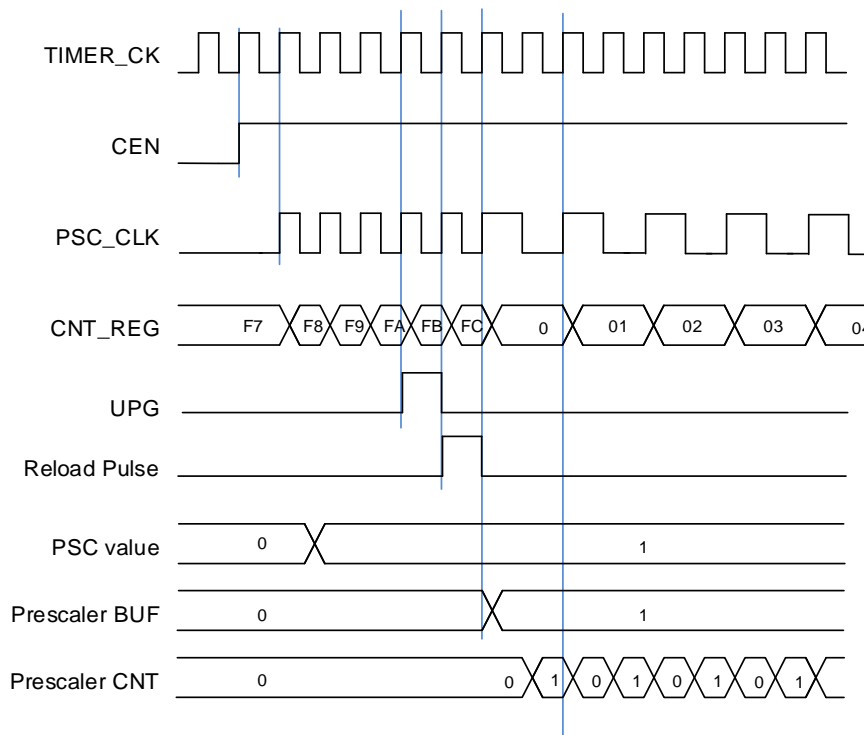 TIMER_CK
CEN
PSC_CLK
CNT_REG F7 F8 F9 FA FB FC 0 01 02 03 04
UPG
Reload Pulse
PSC value 0 1
Prescaler BUF 0 1
Prescaler CNT 0 0 1 0 1 0 1 0 1